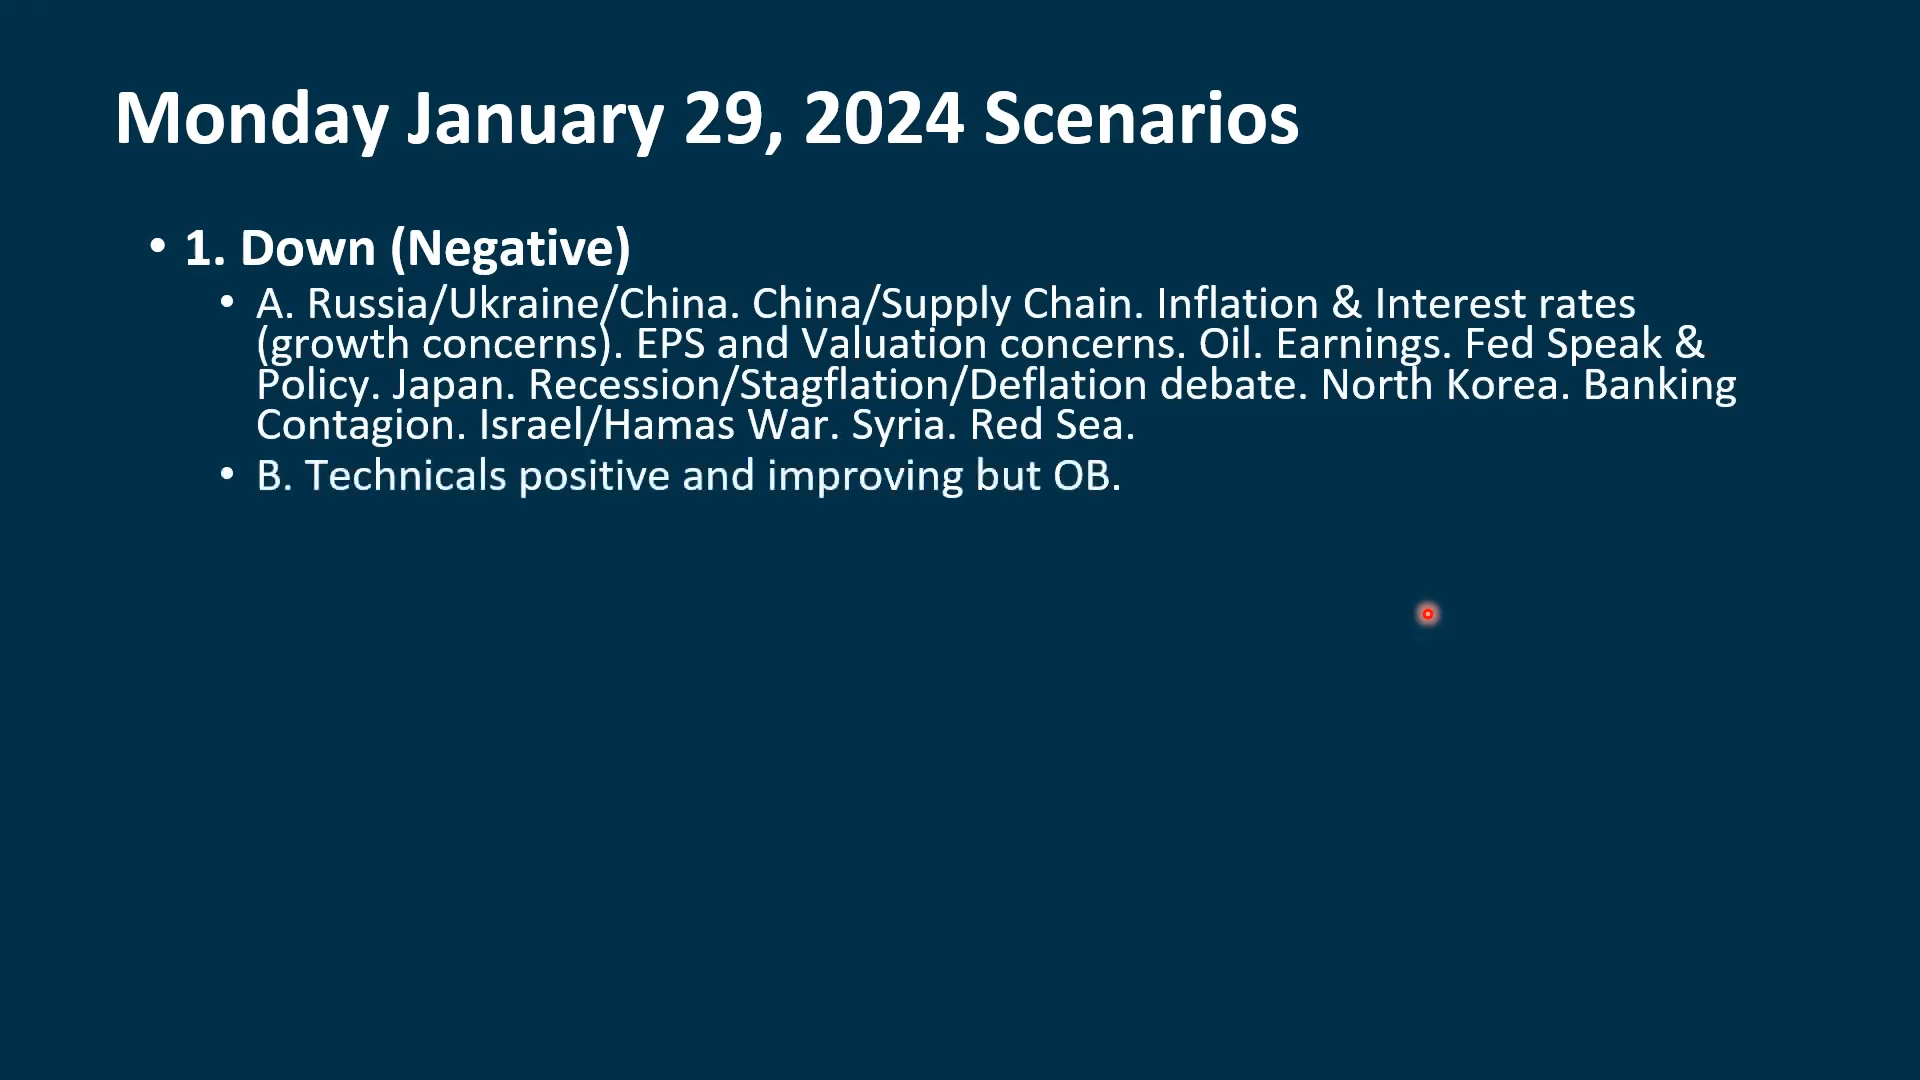 Monday January 29, 2024 Scenarios
• 1. Down (Negative)
• A. Russia/Ukraine/China. China/Supply Chain. Inflation & Interest rates
(growth concerns). EPS and Valuation concerns. Oil. Earnings. Fed Speak &
Policy. Japan. Recession/Stagflation/Deflation debate. North Korea. Banking
Contagion. Israel/Hamas War. Syria. Red Sea.
• B. Technicals positive and improving but OB.